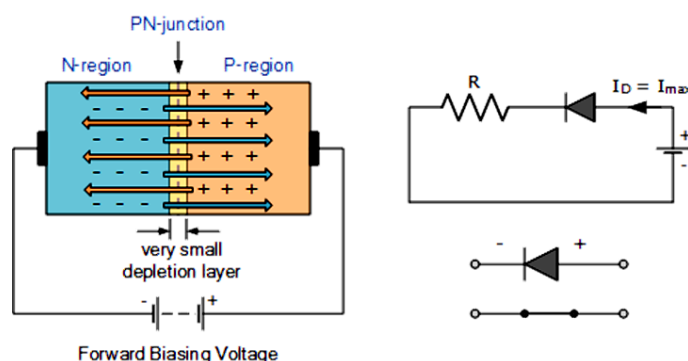 PN-junction
N-region P-region
+ + +
- - -
+ + +
- - -
+ + +
- - -
+ + +
- - -
very small
depletion layer
- +
Forward Biasing Voltage
R I_D = I_max
+
-
- +